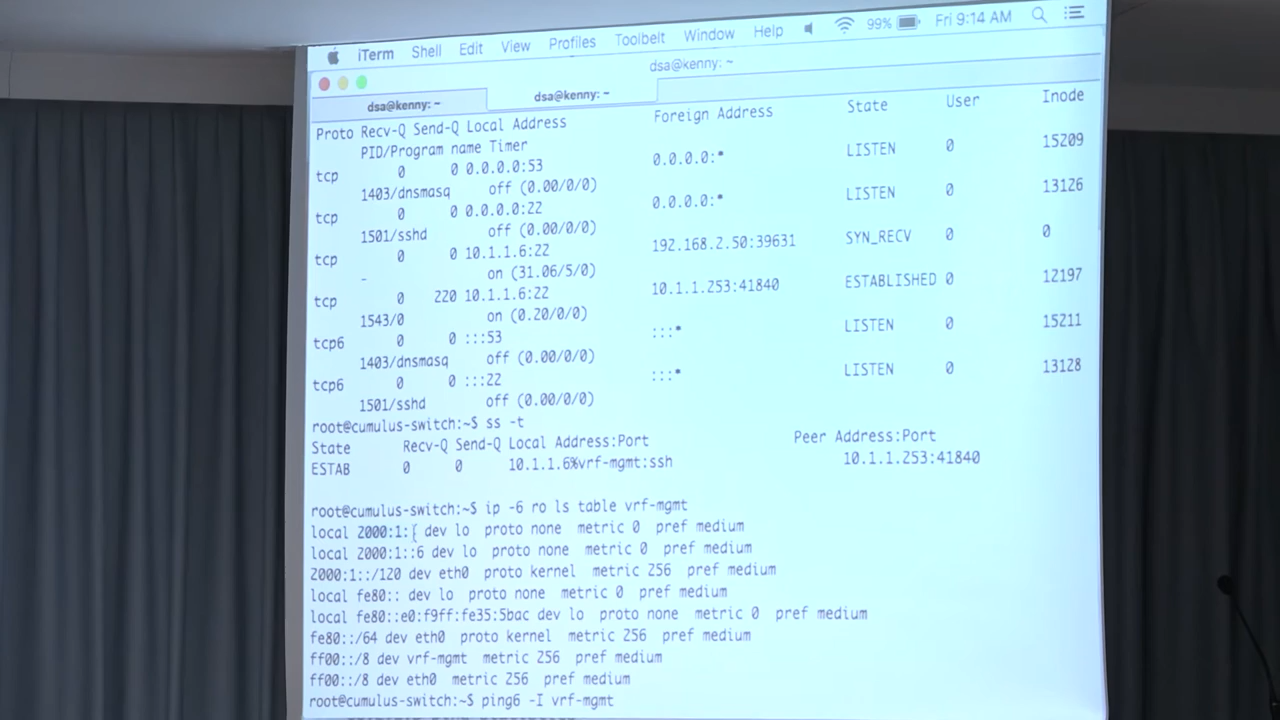 iTerm Shell Edit View Profiles Toolbelt Window Help 99% Fri 9:14 AM
dsa@kenny: ~
dsa@kenny: ~ dsa@kenny: ~
Proto Recv-Q Send-Q Local Address Foreign Address State User Inode
PID/Program name Timer
tcp 0 0 0.0.0.0:53 0.0.0.0:* LISTEN 0 15209
1403/dnsmasq off (0.00/0/0)
tcp 0 0 0.0.0.0:22 0.0.0.0:* LISTEN 0 13126
1501/sshd off (0.00/0/0)
tcp 0 0 10.1.1.6:22 192.168.2.50:39631 SYN_RECV 0 0
- on (31.06/5/0)
tcp 0 220 10.1.1.6:22 10.1.1.253:41840 ESTABLISHED 0 12197
1543/0 on (0.20/0/0)
tcp6 0 0 :::53 :::* LISTEN 0 15211
1403/dnsmasq off (0.00/0/0)
tcp6 0 0 :::22 :::* LISTEN 0 13128
1501/sshd off (0.00/0/0)
root@cumulus-switch:~$ ss -t
State Recv-Q Send-Q Local Address:Port Peer Address:Port
ESTAB 0 0 10.1.1.6%vrf-mgmt:ssh 10.1.1.253:41840
root@cumulus-switch:~$ ip -6 ro ls table vrf-mgmt
local 2000:1:: dev lo proto none metric 0 pref medium
local 2000:1::6 dev lo proto none metric 0 pref medium
2000:1::/120 dev eth0 proto kernel metric 256 pref medium
local fe80:: dev lo proto none metric 0 pref medium
local fe80::e0:f9ff:fe35:5bac dev lo proto none metric 0 pref medium
fe80::/64 dev eth0 proto kernel metric 256 pref medium
ff00::/8 dev vrf-mgmt metric 256 pref medium
ff00::/8 dev eth0 metric 256 pref medium
root@cumulus-switch:~$ ping6 -I vrf-mgmt